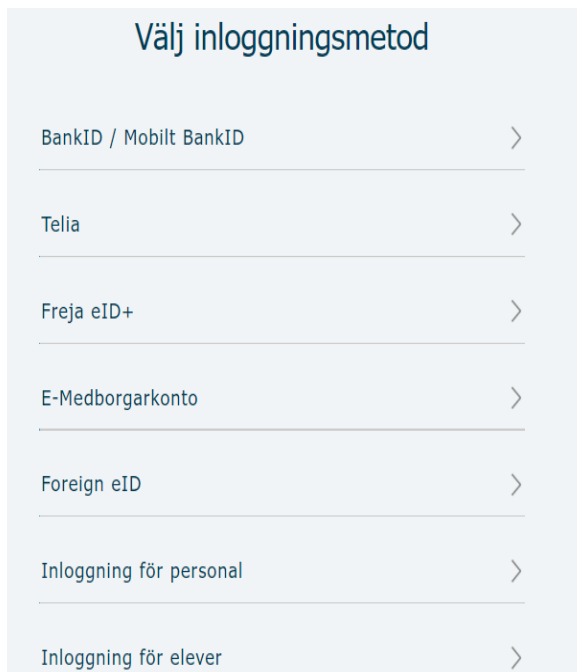 Välj inloggningsmetod
BankID / Mobilt BankID
Telia
Freja eID+
E-Medborgarkonto
Foreign eID
Inloggning för personal
Inloggning för elever